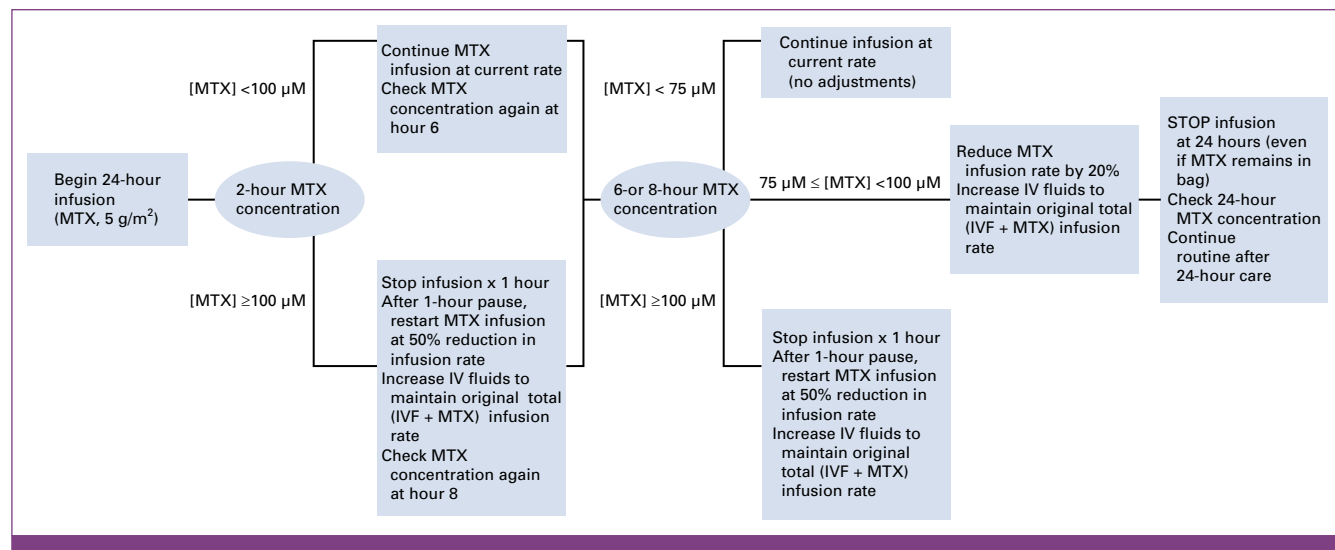 Begin 24-hour
infusion
(MTX, 5 g/m²)
2-hour MTX
concentration
[MTX] <100 µM
Continue MTX
infusion at current rate
Check MTX
concentration again at
hour 6
[MTX] ≥100 µM
Stop infusion x 1 hour
After 1-hour pause,
restart MTX infusion
at 50% reduction in
infusion rate
Increase IV fluids to
maintain original total
(IVF + MTX) infusion
rate
Check MTX
concentration again
at hour 8
6-or 8-hour MTX
concentration
[MTX] < 75 µM
Continue infusion at
current rate
(no adjustments)
75 µM ≤ [MTX] <100 µM
Reduce MTX
infusion rate by 20%
Increase IV fluids to
maintain original total
(IVF + MTX) infusion
rate
[MTX] ≥100 µM
Stop infusion x 1 hour
After 1-hour pause,
restart MTX infusion
at 50% reduction in
infusion rate
Increase IV fluids to
maintain original
total (IVF + MTX)
infusion rate
STOP infusion
at 24 hours (even
if MTX remains in
bag)
Check 24-hour
MTX concentration
Continue
routine after
24-hour care